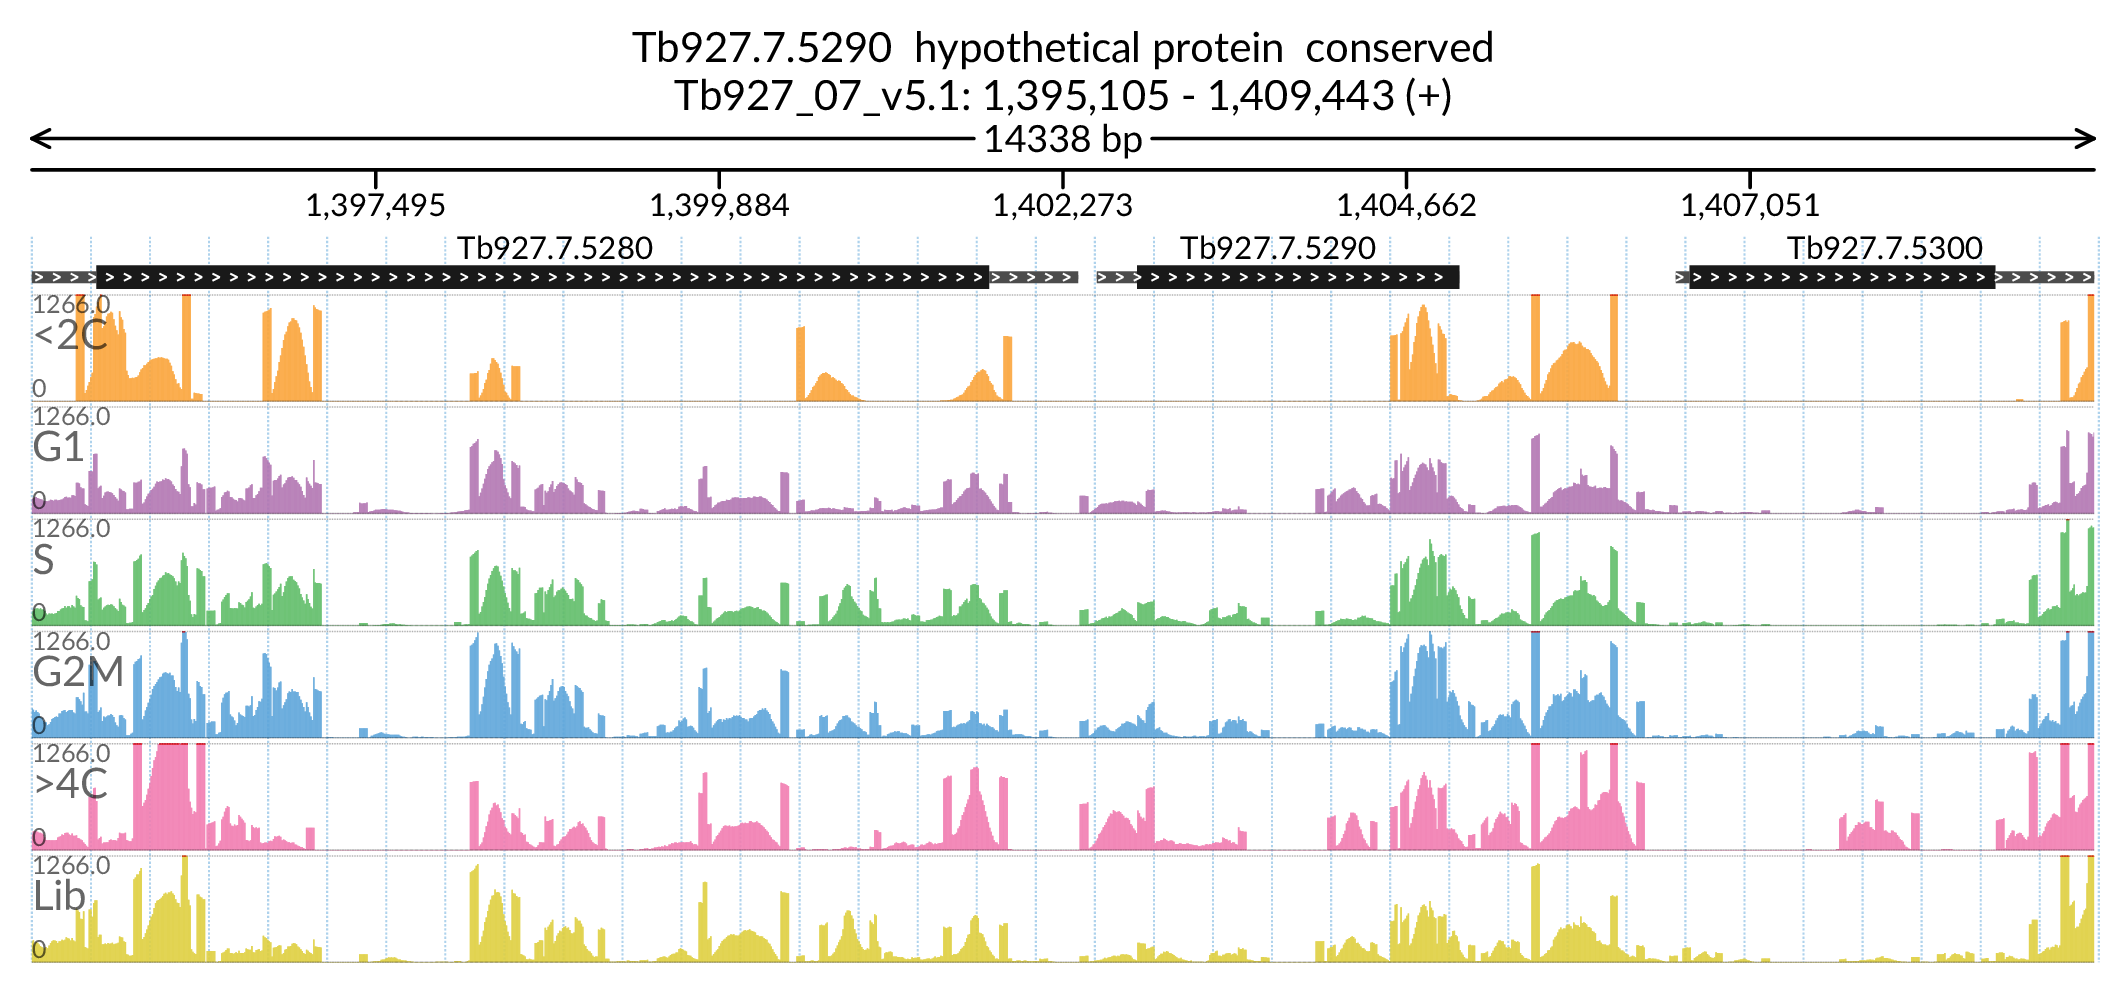 Tb927.7.5290  hypothetical protein  conserved
Tb927_07_v5.1: 1,395,105 - 1,409,443 (+)
14338 bp
1,397,495 1,399,884 1,402,273 1,404,662 1,407,051
Tb927.7.5280 Tb927.7.5290 Tb927.7.5300
1266.0
<2C
0
1266.0
G1
0
1266.0
S
0
1266.0
G2M
0
1266.0
>4C
0
1266.0
Lib
0